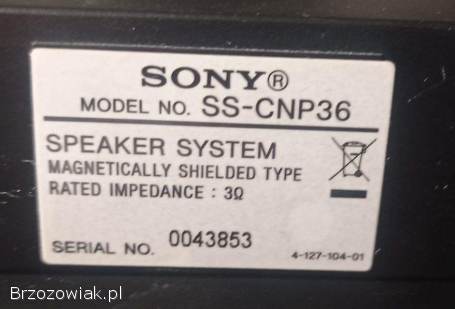 SONY®
MODEL NO. SS-CNP36
SPEAKER SYSTEM
MAGNETICALLY SHIELDED TYPE
RATED IMPEDANCE : 3Ω
SERIAL NO. 0043853
4-127-104-01
Brzozowiak.pl